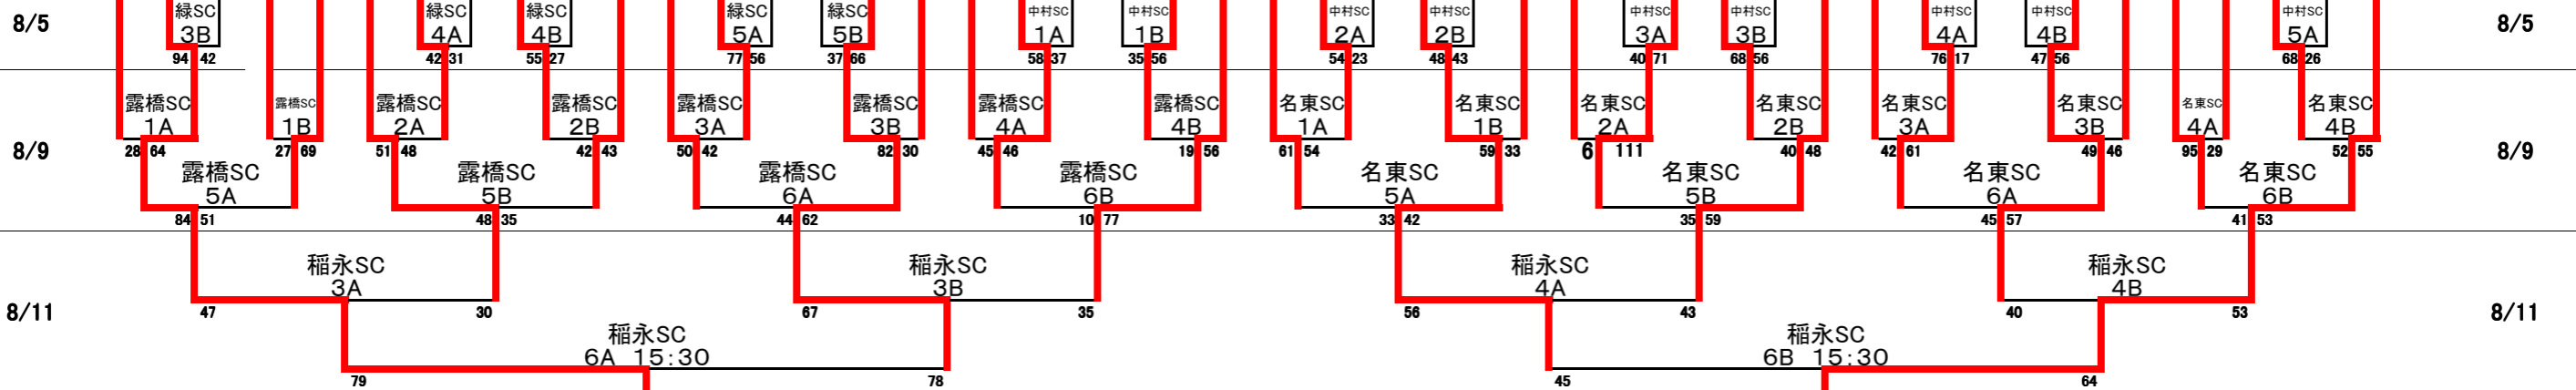 緑SC 緑SC 緑SC 緑SC 緑SC 中村SC 中村SC 中村SC 中村SC 中村SC 中村SC 中村SC 中村SC 中村SC
8/5 3B 4A 4B 5A 5B 1A 1B 2A 2B 3A 3B 4A 4B 5A 8/5
94 42 42 31 55 27 77 56 37 66 58 37 35 56 54 23 48 43 40 71 68 56 76 17 47 56 68 26
露橋SC 露橋SC 露橋SC 露橋SC 露橋SC 露橋SC 露橋SC 露橋SC 名東SC 名東SC 名東SC 名東SC 名東SC 名東SC 名東SC 名東SC
1A 1B 2A 2B 3A 3B 4A 4B 1A 1B 2A 2B 3A 3B 4A 4B
8/9 28 64 27 69 51 48 42 43 50 42 82 30 45 46 19 56 61 54 59 33 6 111 40 48 42 61 49 46 95 29 52 55 8/9
露橋SC 露橋SC 露橋SC 露橋SC 名東SC 名東SC 名東SC 名東SC
5A 5B 6A 6B 5A 5B 6A 6B
84 51 48 35 44 62 10 77 33 42 35 59 45 57 41 53
稲永SC 稲永SC 稲永SC 稲永SC
3A 3B 4A 4B
8/11 47 30 67 35 56 43 40 53 8/11
稲永SC 稲永SC
6A 15:30 6B 15:30
79 78 45 64